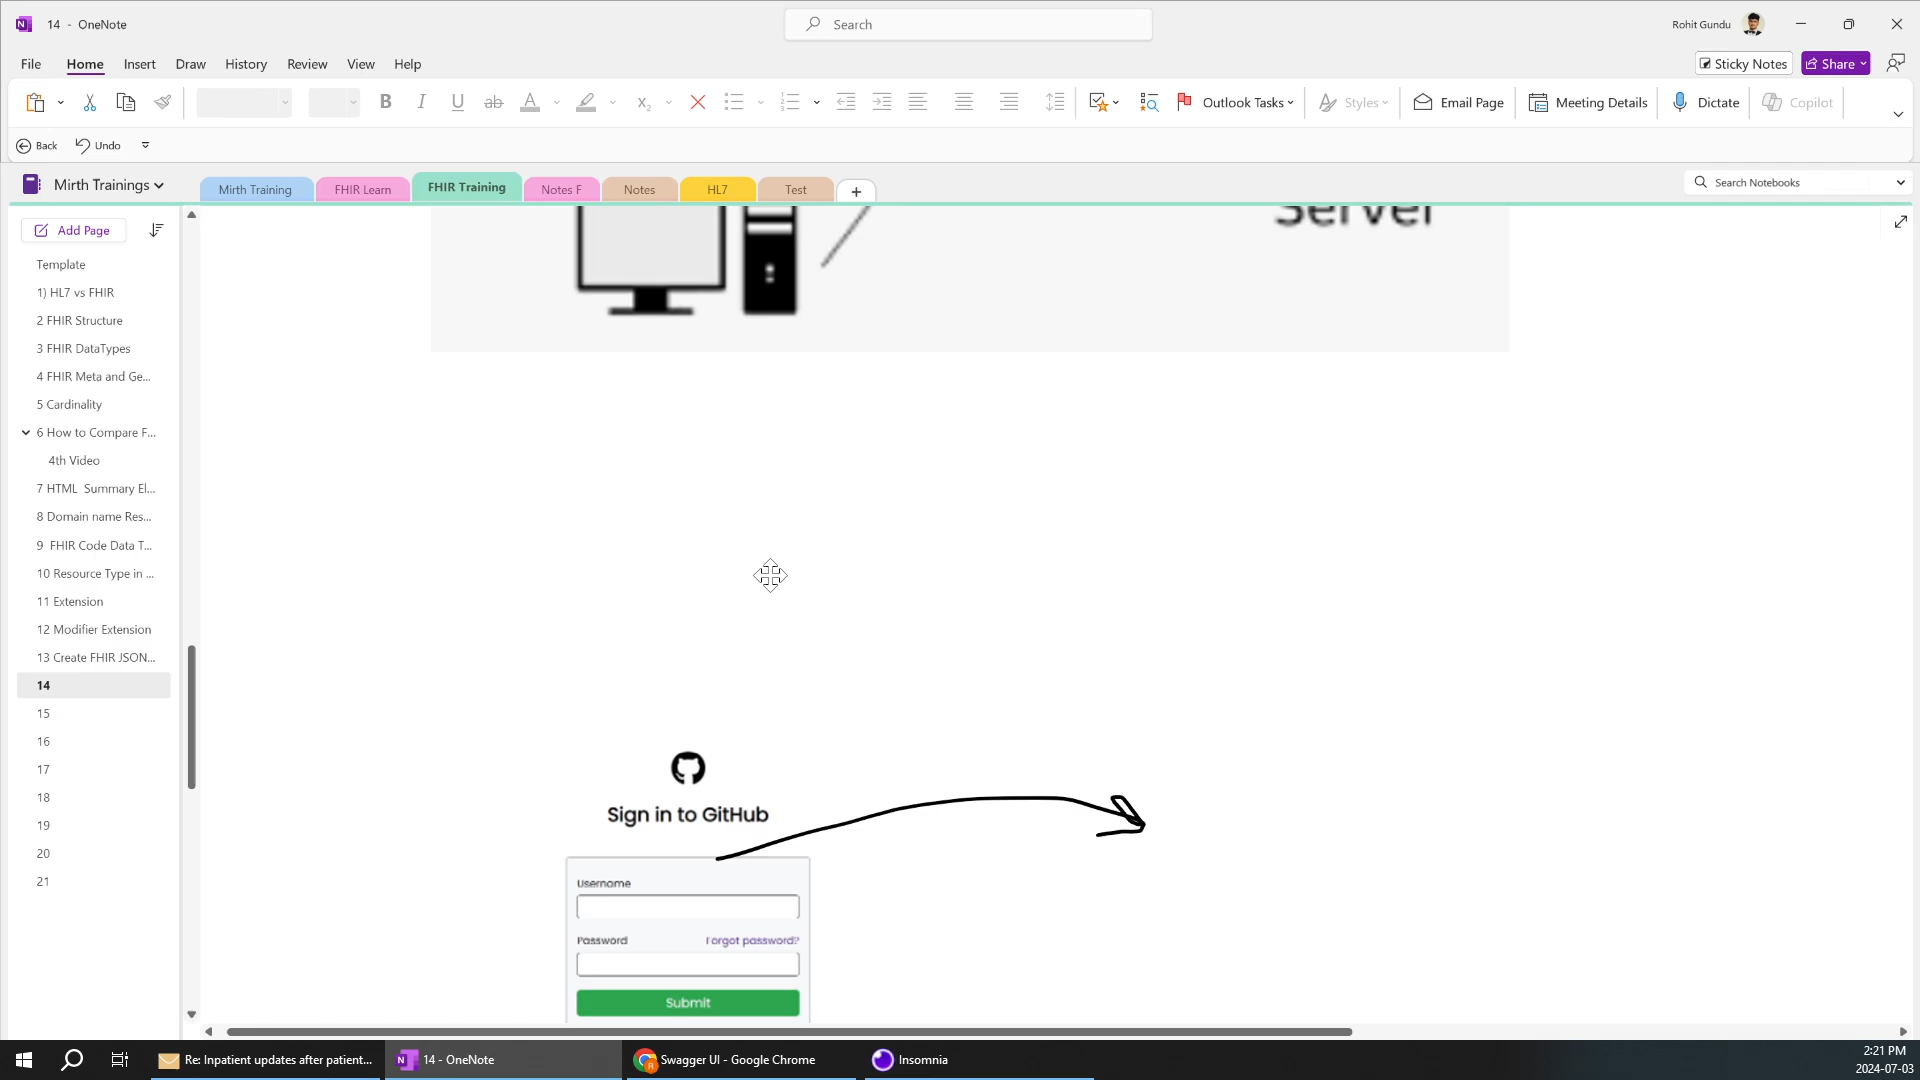 14 - OneNote
Search
Rohit Gundu
File Home Insert Draw History Review View Help
Sticky Notes
Share
Outlook Tasks
Styles
Email Page
Meeting Details
Dictate
Copilot
Back
Undo
Mirth Trainings
Mirth Training
FHIR Learn
FHIR Training
Notes F
Notes
HL7
Test
Search Notebooks
Add Page
Template
1) HL7 vs FHIR
2 FHIR Structure
3 FHIR DataTypes
4 FHIR Meta and Ge...
5 Cardinality
6 How to Compare F...
4th Video
7 HTML Summary El...
8 Domain name Res...
9 FHIR Code Data T...
10 Resource Type in ...
11 Extension
12 Modifier Extension
13 Create FHIR JSON...
14
15
16
17
18
19
20
21
Server
Sign in to GitHub
Username
Password Forgot password?
Submit
Re: Inpatient updates after patient...
14 - OneNote
Swagger UI - Google Chrome
Insomnia
2:21 PM
2024-07-03